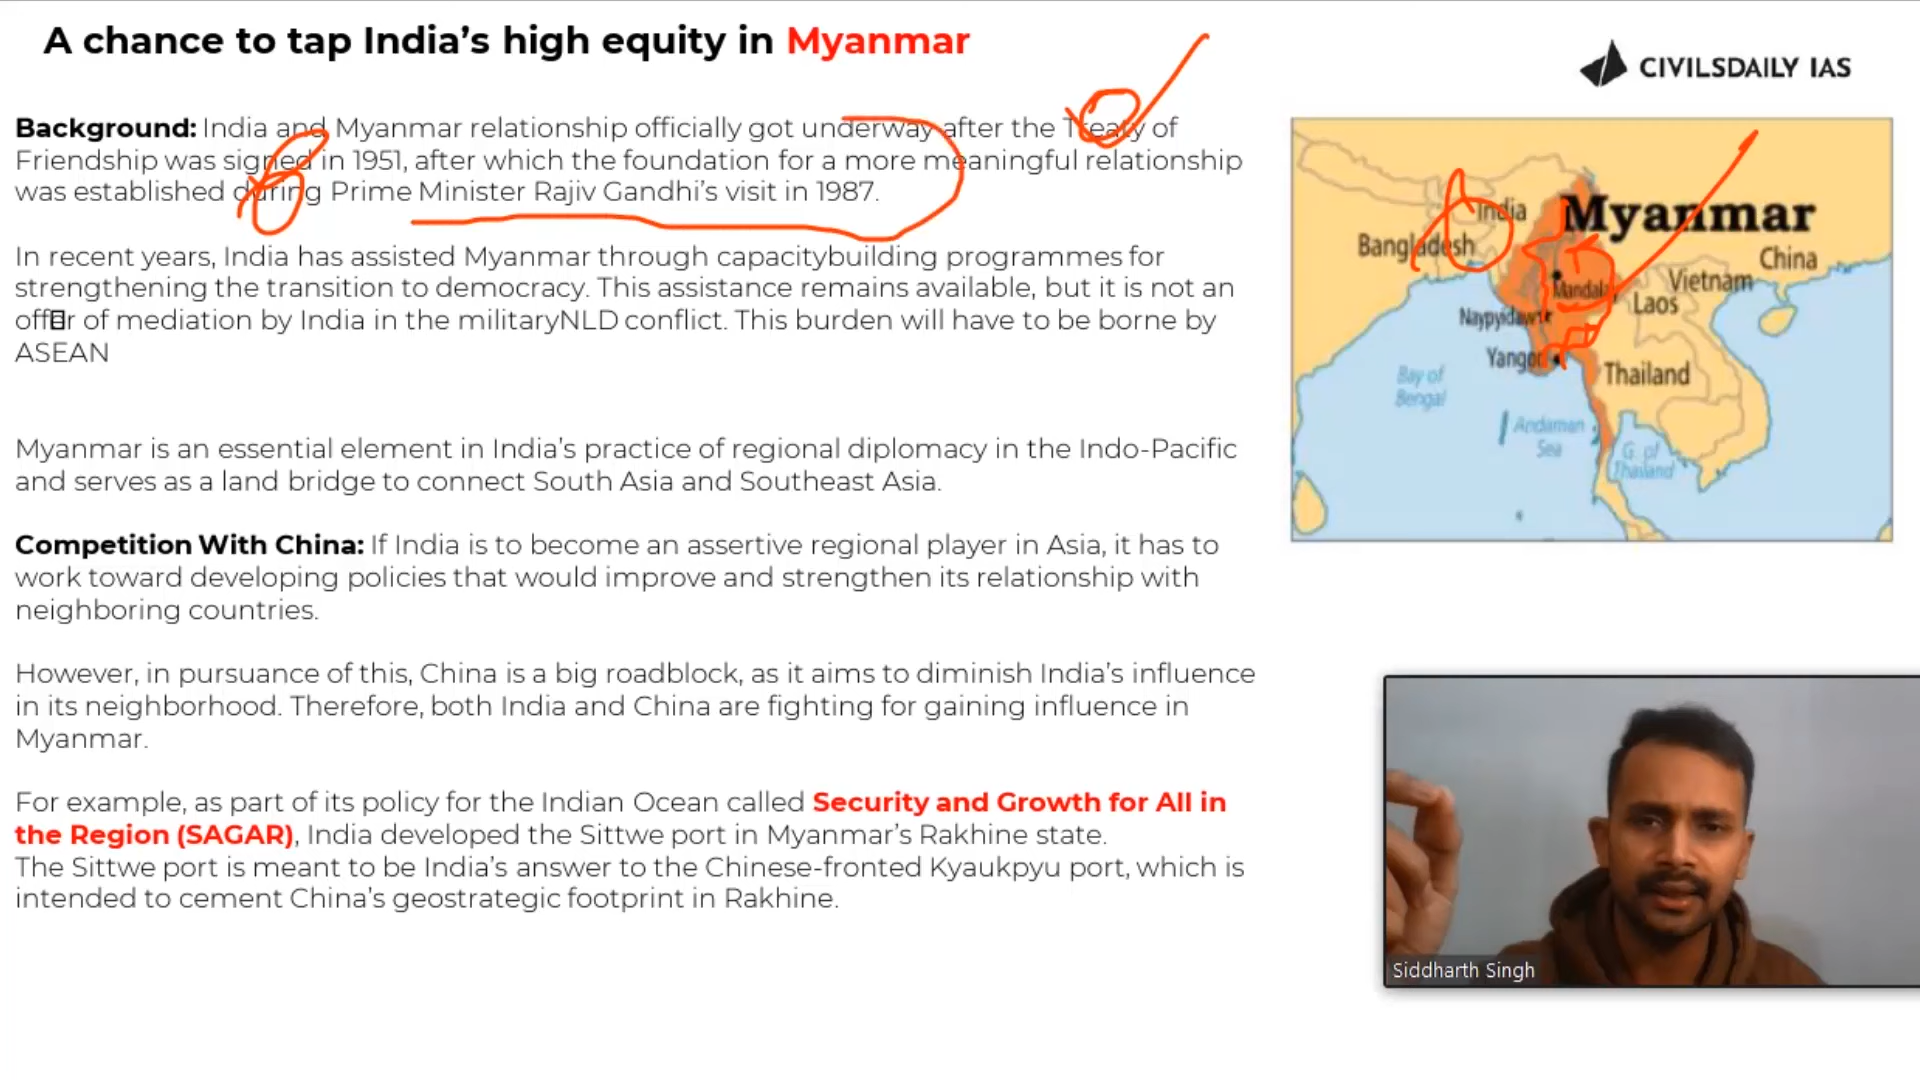 A chance to tap India's high equity in Myanmar
CIVILSDAILY IAS
Background: India and Myanmar relationship officially got underway after the Treaty of
Friendship was signed in 1951, after which the foundation for a more meaningful relationship
was established during Prime Minister Rajiv Gandhi's visit in 1987.
In recent years, India has assisted Myanmar through capacitybuilding programmes for
strengthening the transition to democracy. This assistance remains available, but it is not an
of mediation by India in the militaryNLD conflict. This burden will have to be borne by
ASEAN
Myanmar is an essential element in India's practice of regional diplomacy in the Indo-Pacific
and serves as a land bridge to connect South Asia and Southeast Asia.
Competition With China: If India is to become an assertive regional player in Asia, it has to
work toward developing policies that would improve and strengthen its relationship with
neighboring countries.
However, in pursuance of this, China is a big roadblock, as it aims to diminish India's influence
in its neighborhood. Therefore, both India and China are fighting for gaining influence in
Myanmar.
For example, as part of its policy for the Indian Ocean called Security and Growth for All in
the Region (SAGAR), India developed the Sittwe port in Myanmar's Rakhine state.
The Sittwe port is meant to be India's answer to the Chinese-fronted Kyaukpyu port, which is
intended to cement China's geostrategic footprint in Rakhine.
India
Myanmar
Bangladesh
China
Vietnam
Laos
Naypyidaw
Thailand
Bay of
Bengal
Andaman
Sea
G. of
Thailand
Siddharth Singh